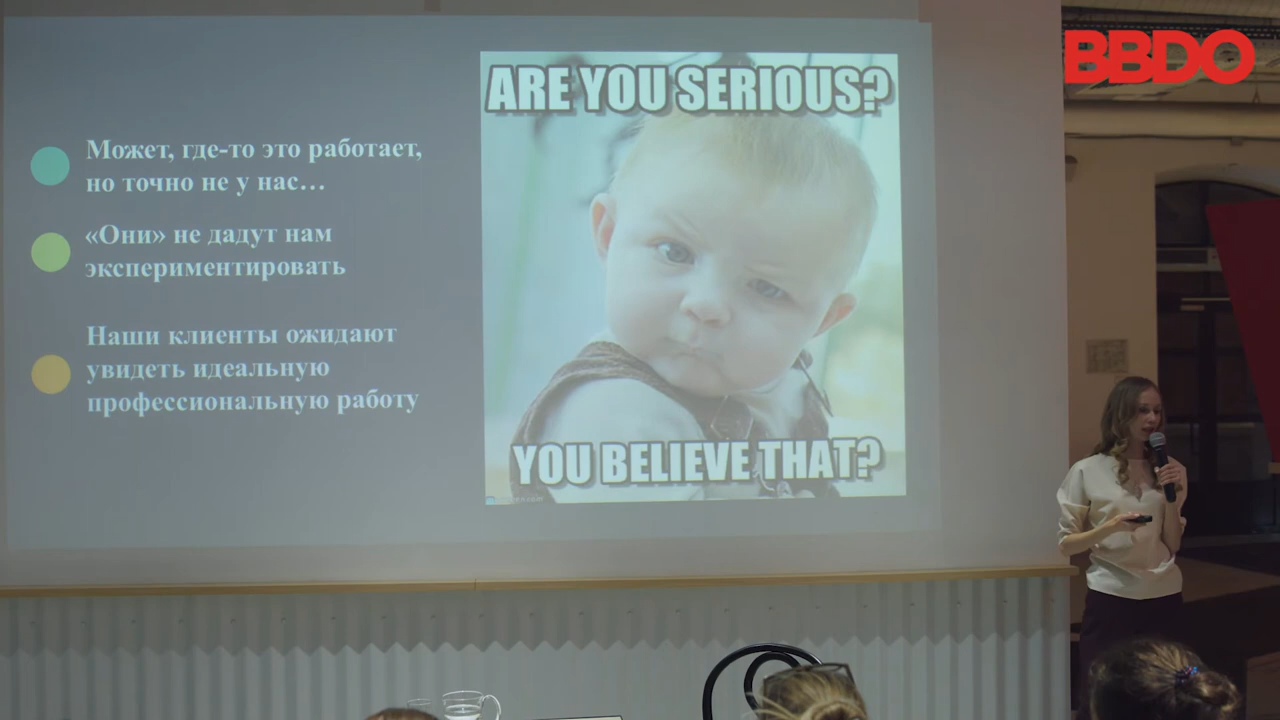 BBDO
ARE YOU SERIOUS?
Может, где-то это работает,
но точно не у нас...
«Они» не дадут нам
экспериментировать
Наши клиенты ожидают
увидеть идеальную
профессиональную работу
YOU BELIEVE THAT?